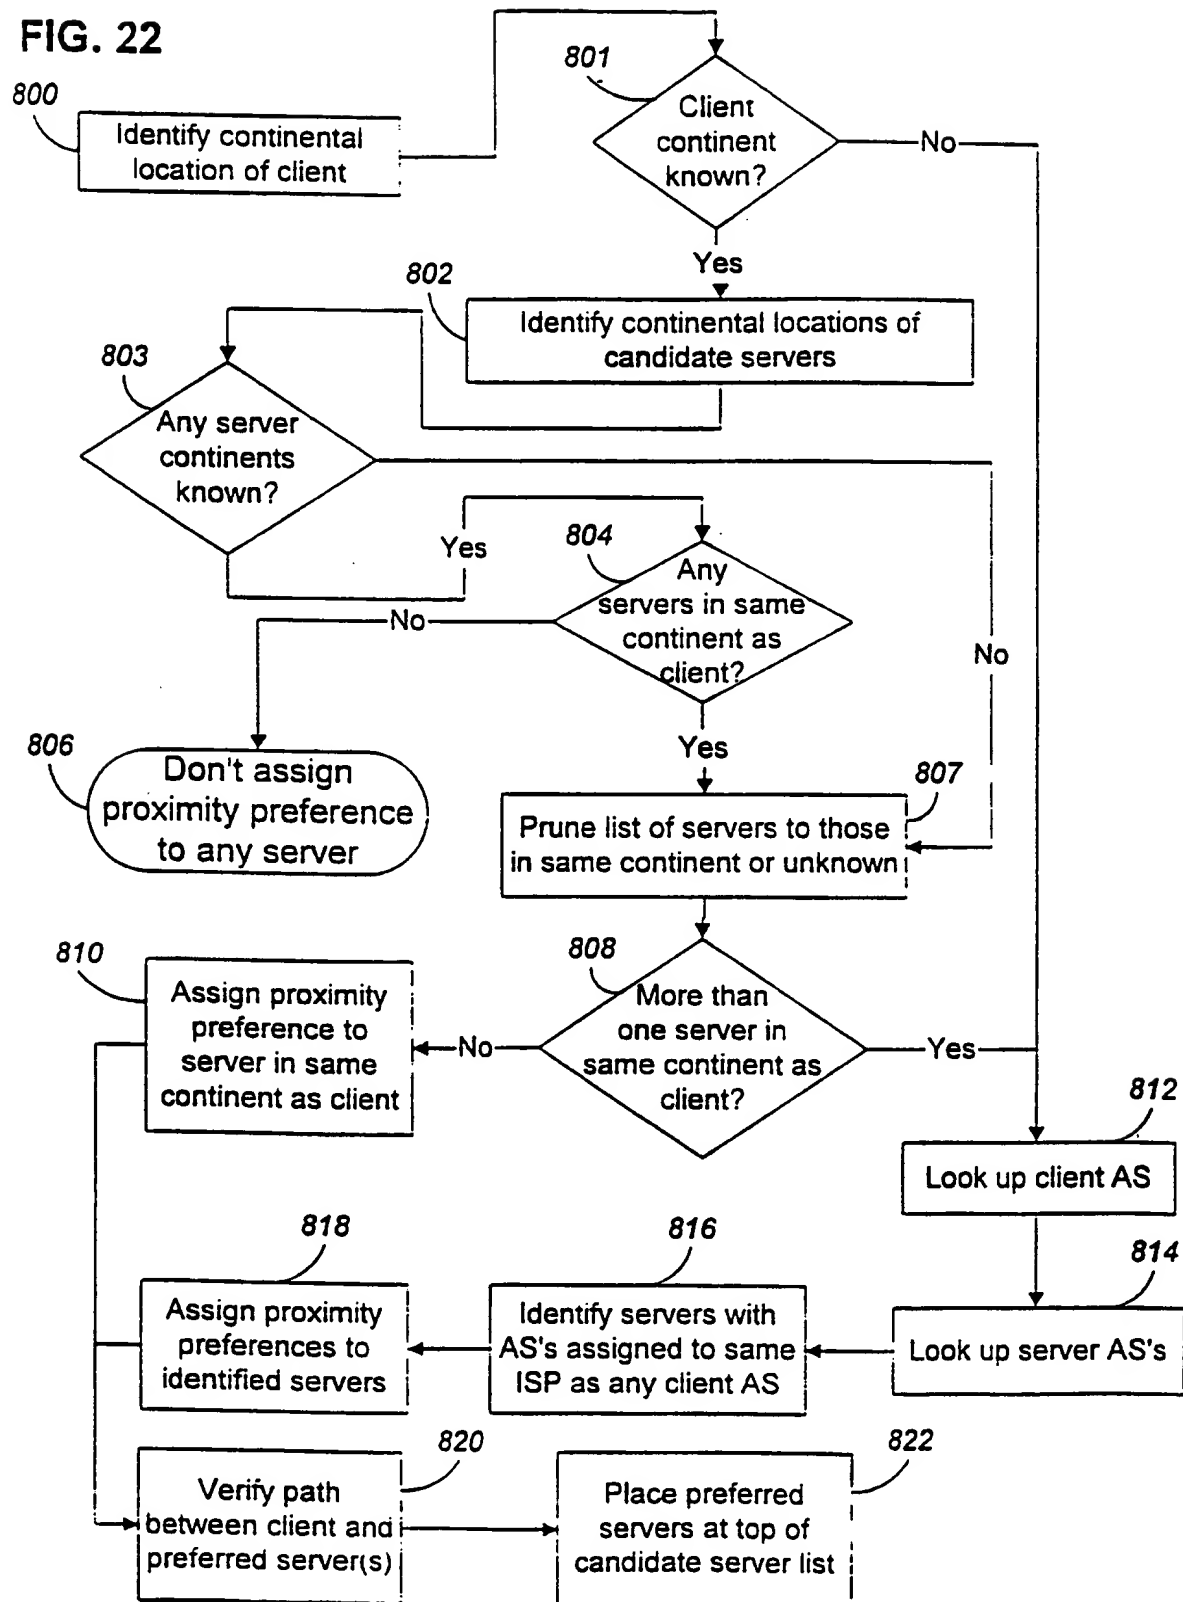 FIG. 22
800
Identify continental
location of client
801
Client
continent
known?
No
Yes
802
Identify continental locations of
candidate servers
803
Any server
continents
known?
Yes
No
804
Any
servers in same
continent as
client?
No
Yes
806
Don't assign
proximity preference
to any server
807
Prune list of servers to those
in same continent or unknown
808
More than
one server in
same continent as
client?
No
Yes
810
Assign proximity
preference to
server in same
continent as client
812
Look up client AS
814
Look up server AS's
816
Identify servers with
AS's assigned to same
ISP as any client AS
818
Assign proximity
preferences to
identified servers
820
Verify path
between client and
preferred server(s)
822
Place preferred
servers at top of
candidate server list